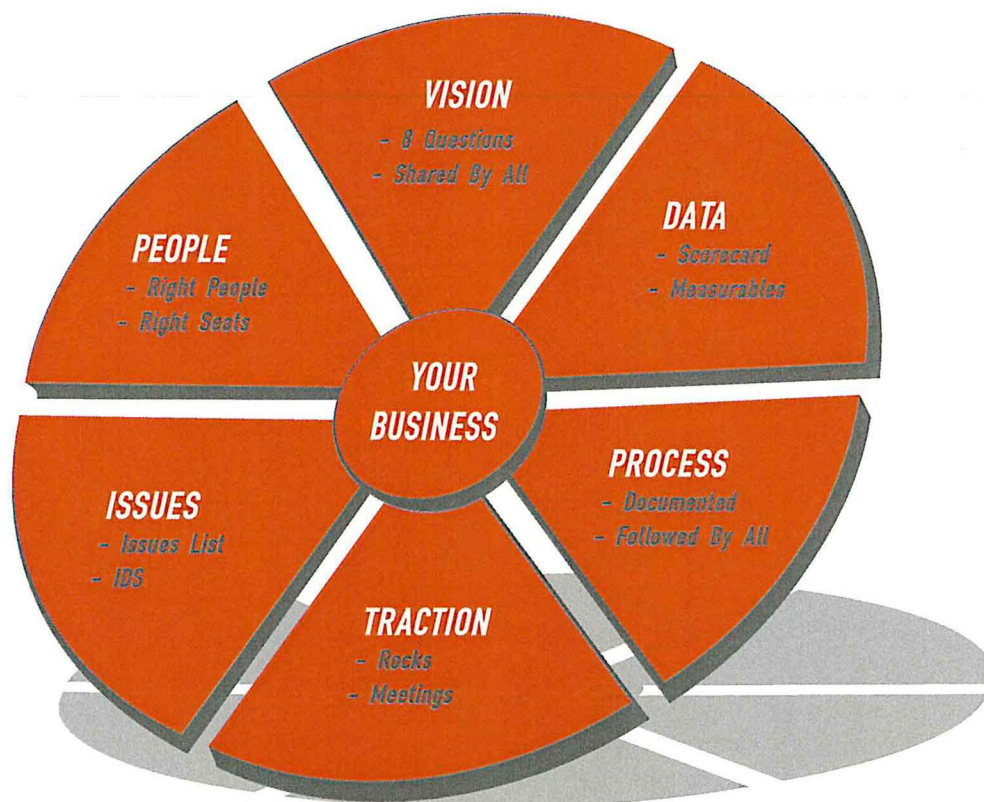 VISION
- 8 Questions
- Shared By All
DATA
- Scorecard
- Measurables
PEOPLE
- Right People
- Right Seats
YOUR
BUSINESS
PROCESS
- Documented
- Followed By All
ISSUES
- Issues List
- IDS
TRACTION
- Rocks
- Meetings